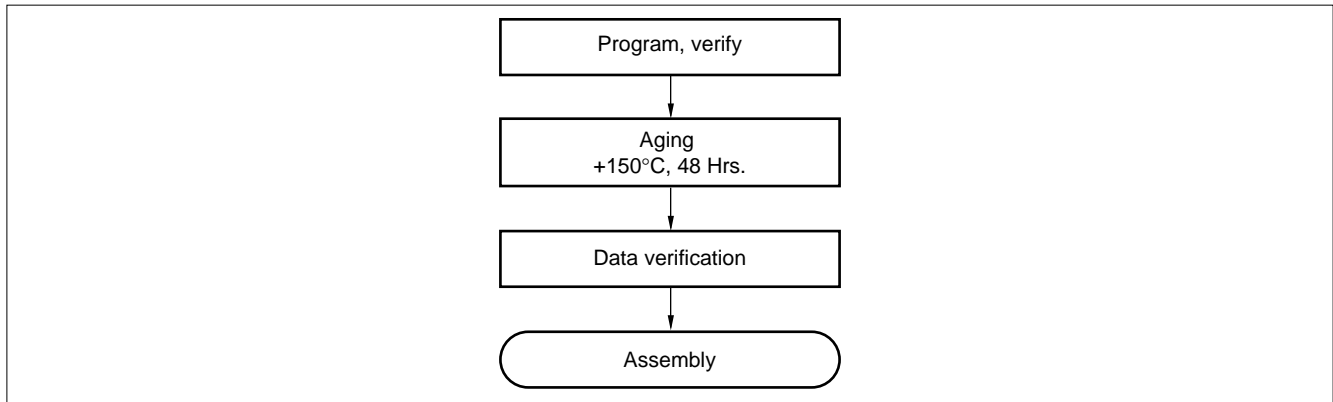 Program, verify
Aging
+150°C, 48 Hrs.
Data verification
Assembly